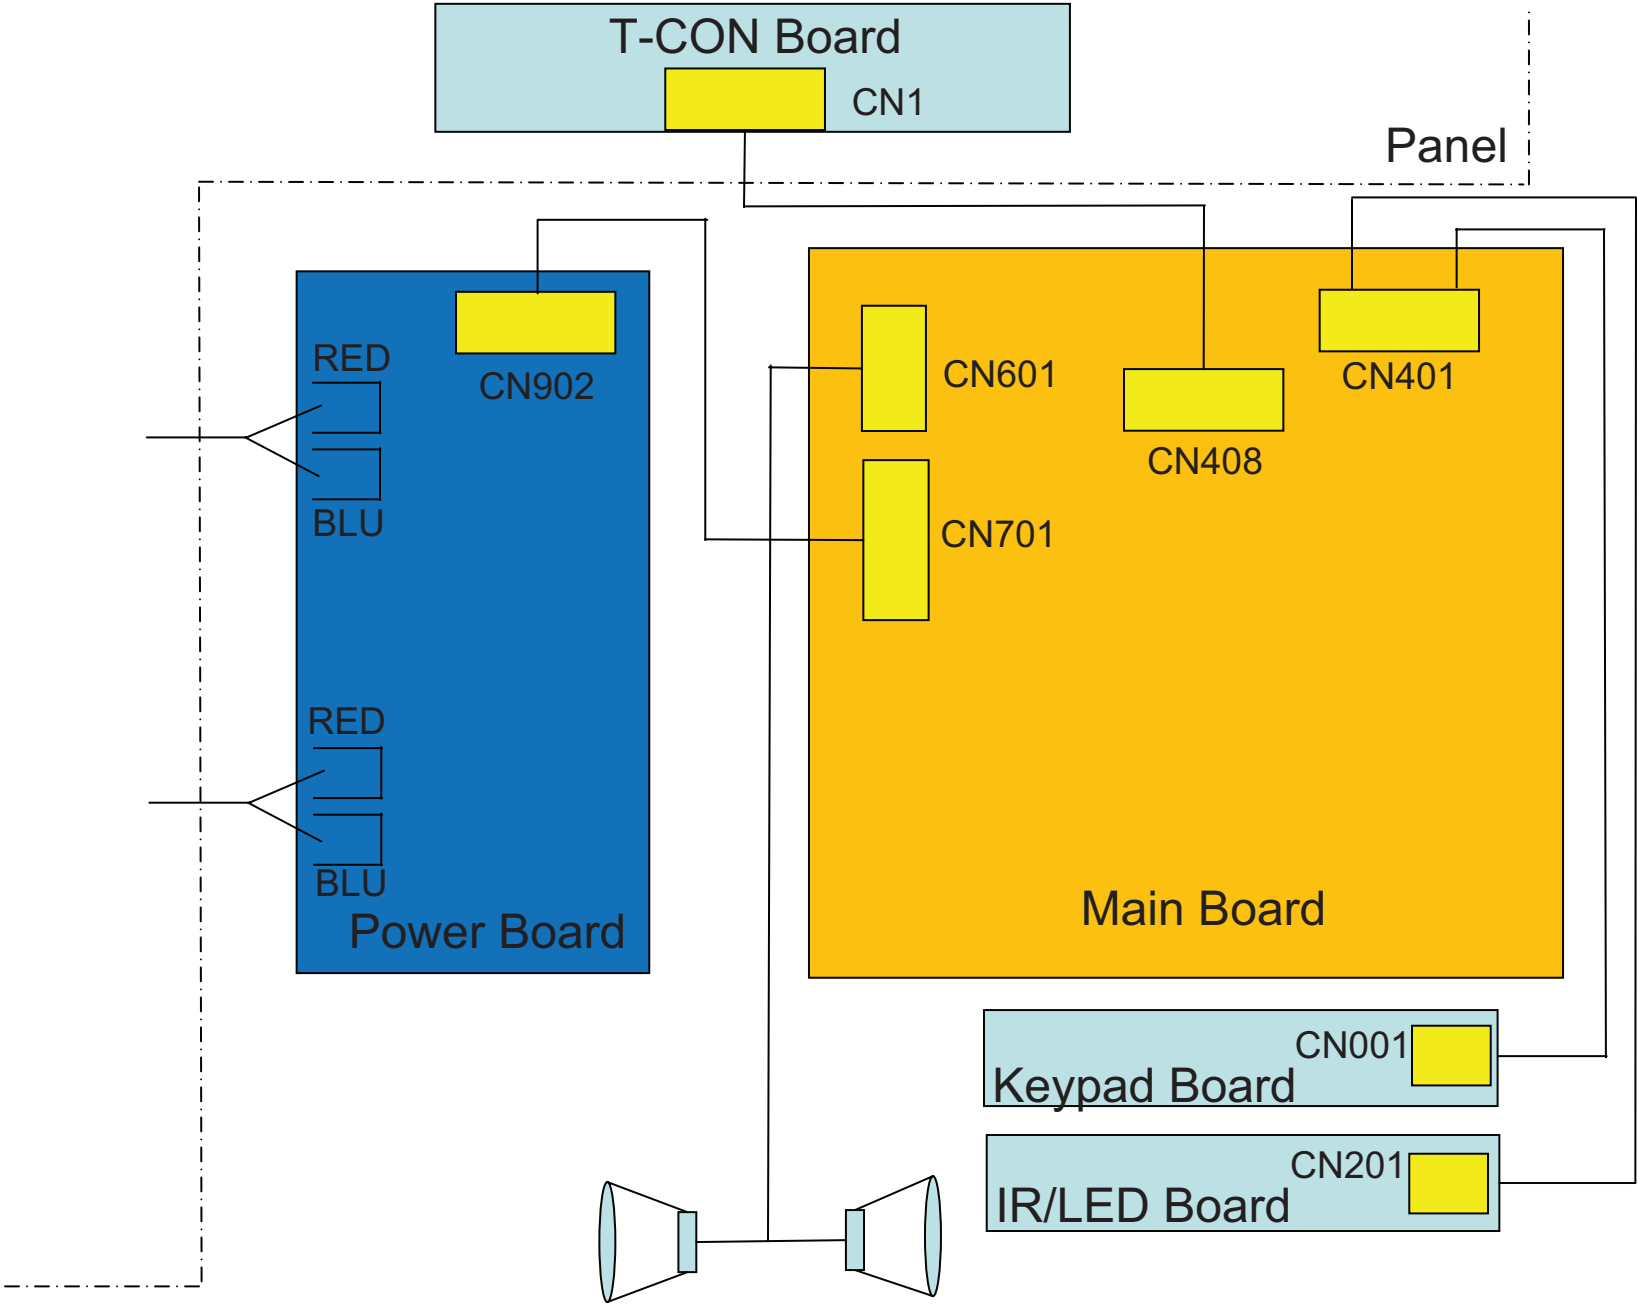 T-CON Board
CN1
Panel
RED
CN902
BLU
CN601
CN401
CN408
CN701
RED
BLU
Power Board
Main Board
CN001
Keypad Board
CN201
IR/LED Board